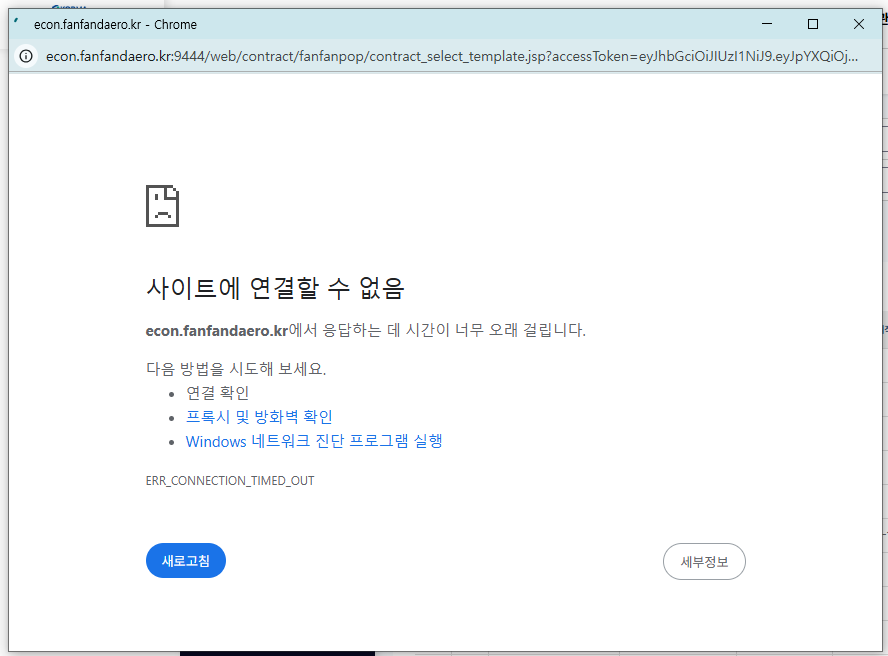 econ.fanfandaero.kr - Chrome
econ.fanfandaero.kr:9444/web/contract/fanfanpop/contract_select_template.jsp?accessToken=eyJhbGciOiJIUzI1NiJ9.eyJpYXQiOj...
사이트에 연결할 수 없음
econ.fanfandaero.kr에서 응답하는 데 시간이 너무 오래 걸립니다.
다음 방법을 시도해 보세요.
연결 확인
프록시 및 방화벽 확인
Windows 네트워크 진단 프로그램 실행
ERR_CONNECTION_TIMED_OUT
새로고침
세부정보